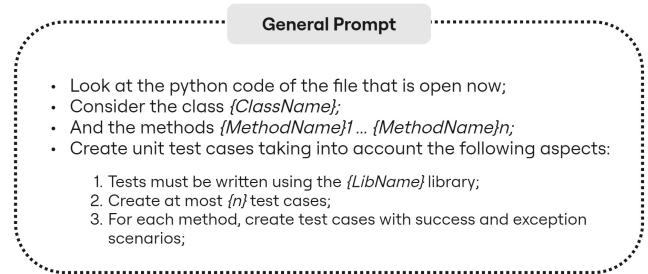 General Prompt
• Look at the python code of the file that is open now;
• Consider the class {ClassName};
• And the methods {MethodName}1 ... {MethodName}n;
• Create unit test cases taking into account the following aspects:
1. Tests must be written using the {LibName} library;
2. Create at most {n} test cases;
3. For each method, create test cases with success and exception
scenarios;